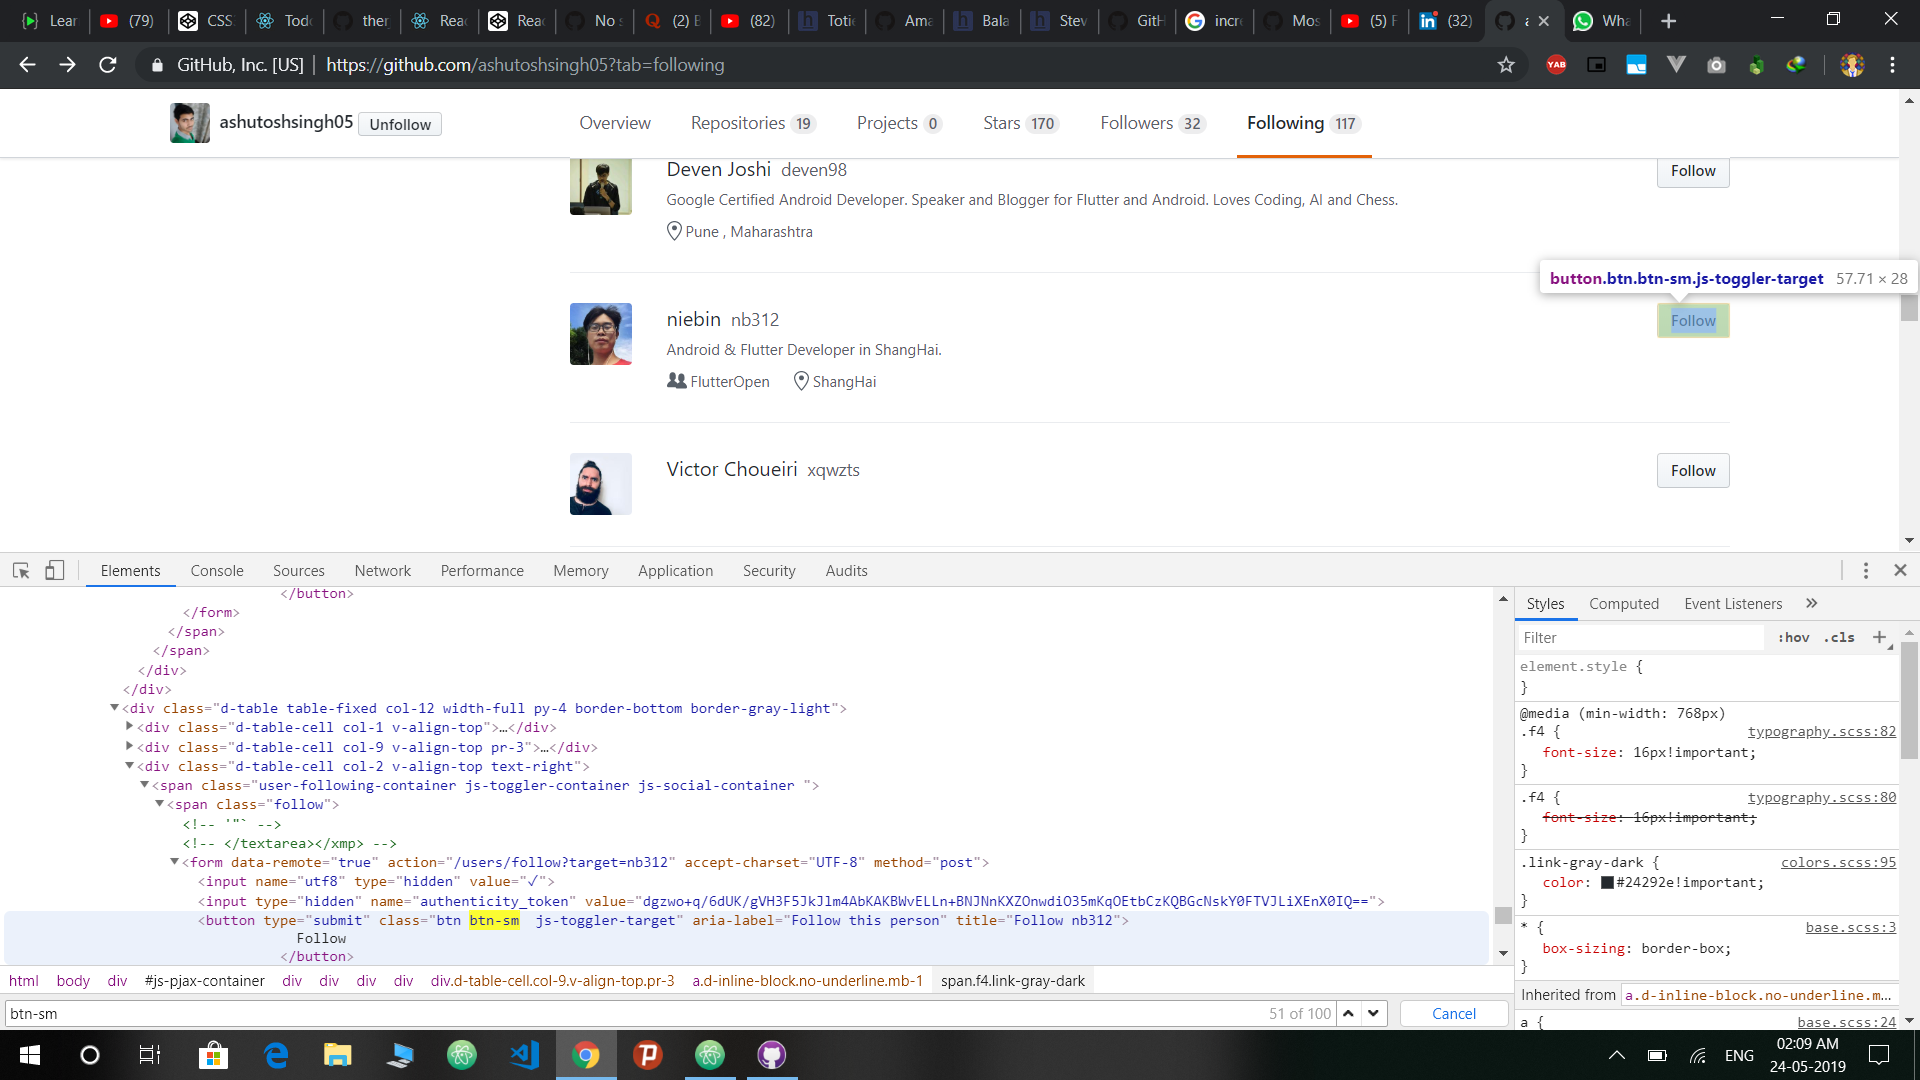 Lear (79) CSS Todo ther Reac Reac No s (2) E (82) Totie Ama Bala Stev GitH incre Mos (5) F (32) a Wha
GitHub, Inc. [US] | https://github.com/ashutoshsingh05?tab=following
ashutoshsingh05 Unfollow Overview Repositories 19 Projects 0 Stars 170 Followers 32 Following 117
Deven Joshi deven98 Follow
Google Certified Android Developer. Speaker and Blogger for Flutter and Android. Loves Coding, AI and Chess.
Pune , Maharashtra
button.btn.btn-sm.js-toggler-target 57.71 × 28
niebin nb312 Follow
Android & Flutter Developer in ShangHai.
FlutterOpen ShangHai
Victor Choueiri xqwzts Follow
Elements Console Sources Network Performance Memory Application Security Audits
</button>
</form>
</span>
</span>
</div>
</div>
<div class="d-table table-fixed col-12 width-full py-4 border-bottom border-gray-light">
<div class="d-table-cell col-1 v-align-top">…</div>
<div class="d-table-cell col-9 v-align-top pr-3">…</div>
<div class="d-table-cell col-2 v-align-top text-right">
<span class="user-following-container js-toggler-container js-social-container ">
<span class="follow">
<!-- '"` -->
<!-- </textarea></xmp> -->
<form data-remote="true" action="/users/follow?target=nb312" accept-charset="UTF-8" method="post">
<input name="utf8" type="hidden" value="✓">
<input type="hidden" name="authenticity_token" value="dgzwo+q/6dUK/gVH3F5JkJlm4AbKAKBWvELLn+BNJNnKXZOnwdiO35mKqOEtbCzKQBGcNskY0FTVJLiXEnX0IQ==">
<button type="submit" class="btn btn-sm  js-toggler-target" aria-label="Follow this person" title="Follow nb312">
Follow
</button>
html body div #js-pjax-container div div div div div.d-table-cell.col-9.v-align-top.pr-3 a.d-inline-block.no-underline.mb-1 span.f4.link-gray-dark
btn-sm 51 of 100 Cancel
Styles Computed Event Listeners »
Filter :hov .cls +
element.style {
}
@media (min-width: 768px)
.f4 { typography.scss:82
font-size: 16px!important;
}
.f4 { typography.scss:80
font-size: 16px!important;
}
.link-gray-dark { colors.scss:95
color: #24292e!important;
}
* { base.scss:3
box-sizing: border-box;
}
Inherited from a.d-inline-block.no-underline.m…
a { base.scss:24
ENG 02:09 AM
24-05-2019